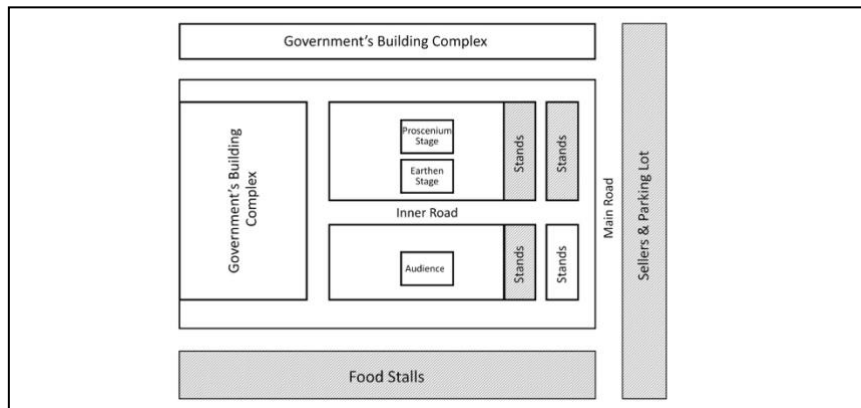 Government's Building Complex
Government's Building
Complex
Proscenium
Stage
Earthen
Stage
Stands
Stands
Inner Road
Audience
Stands
Stands
Main Road
Sellers & Parking Lot
Food Stalls